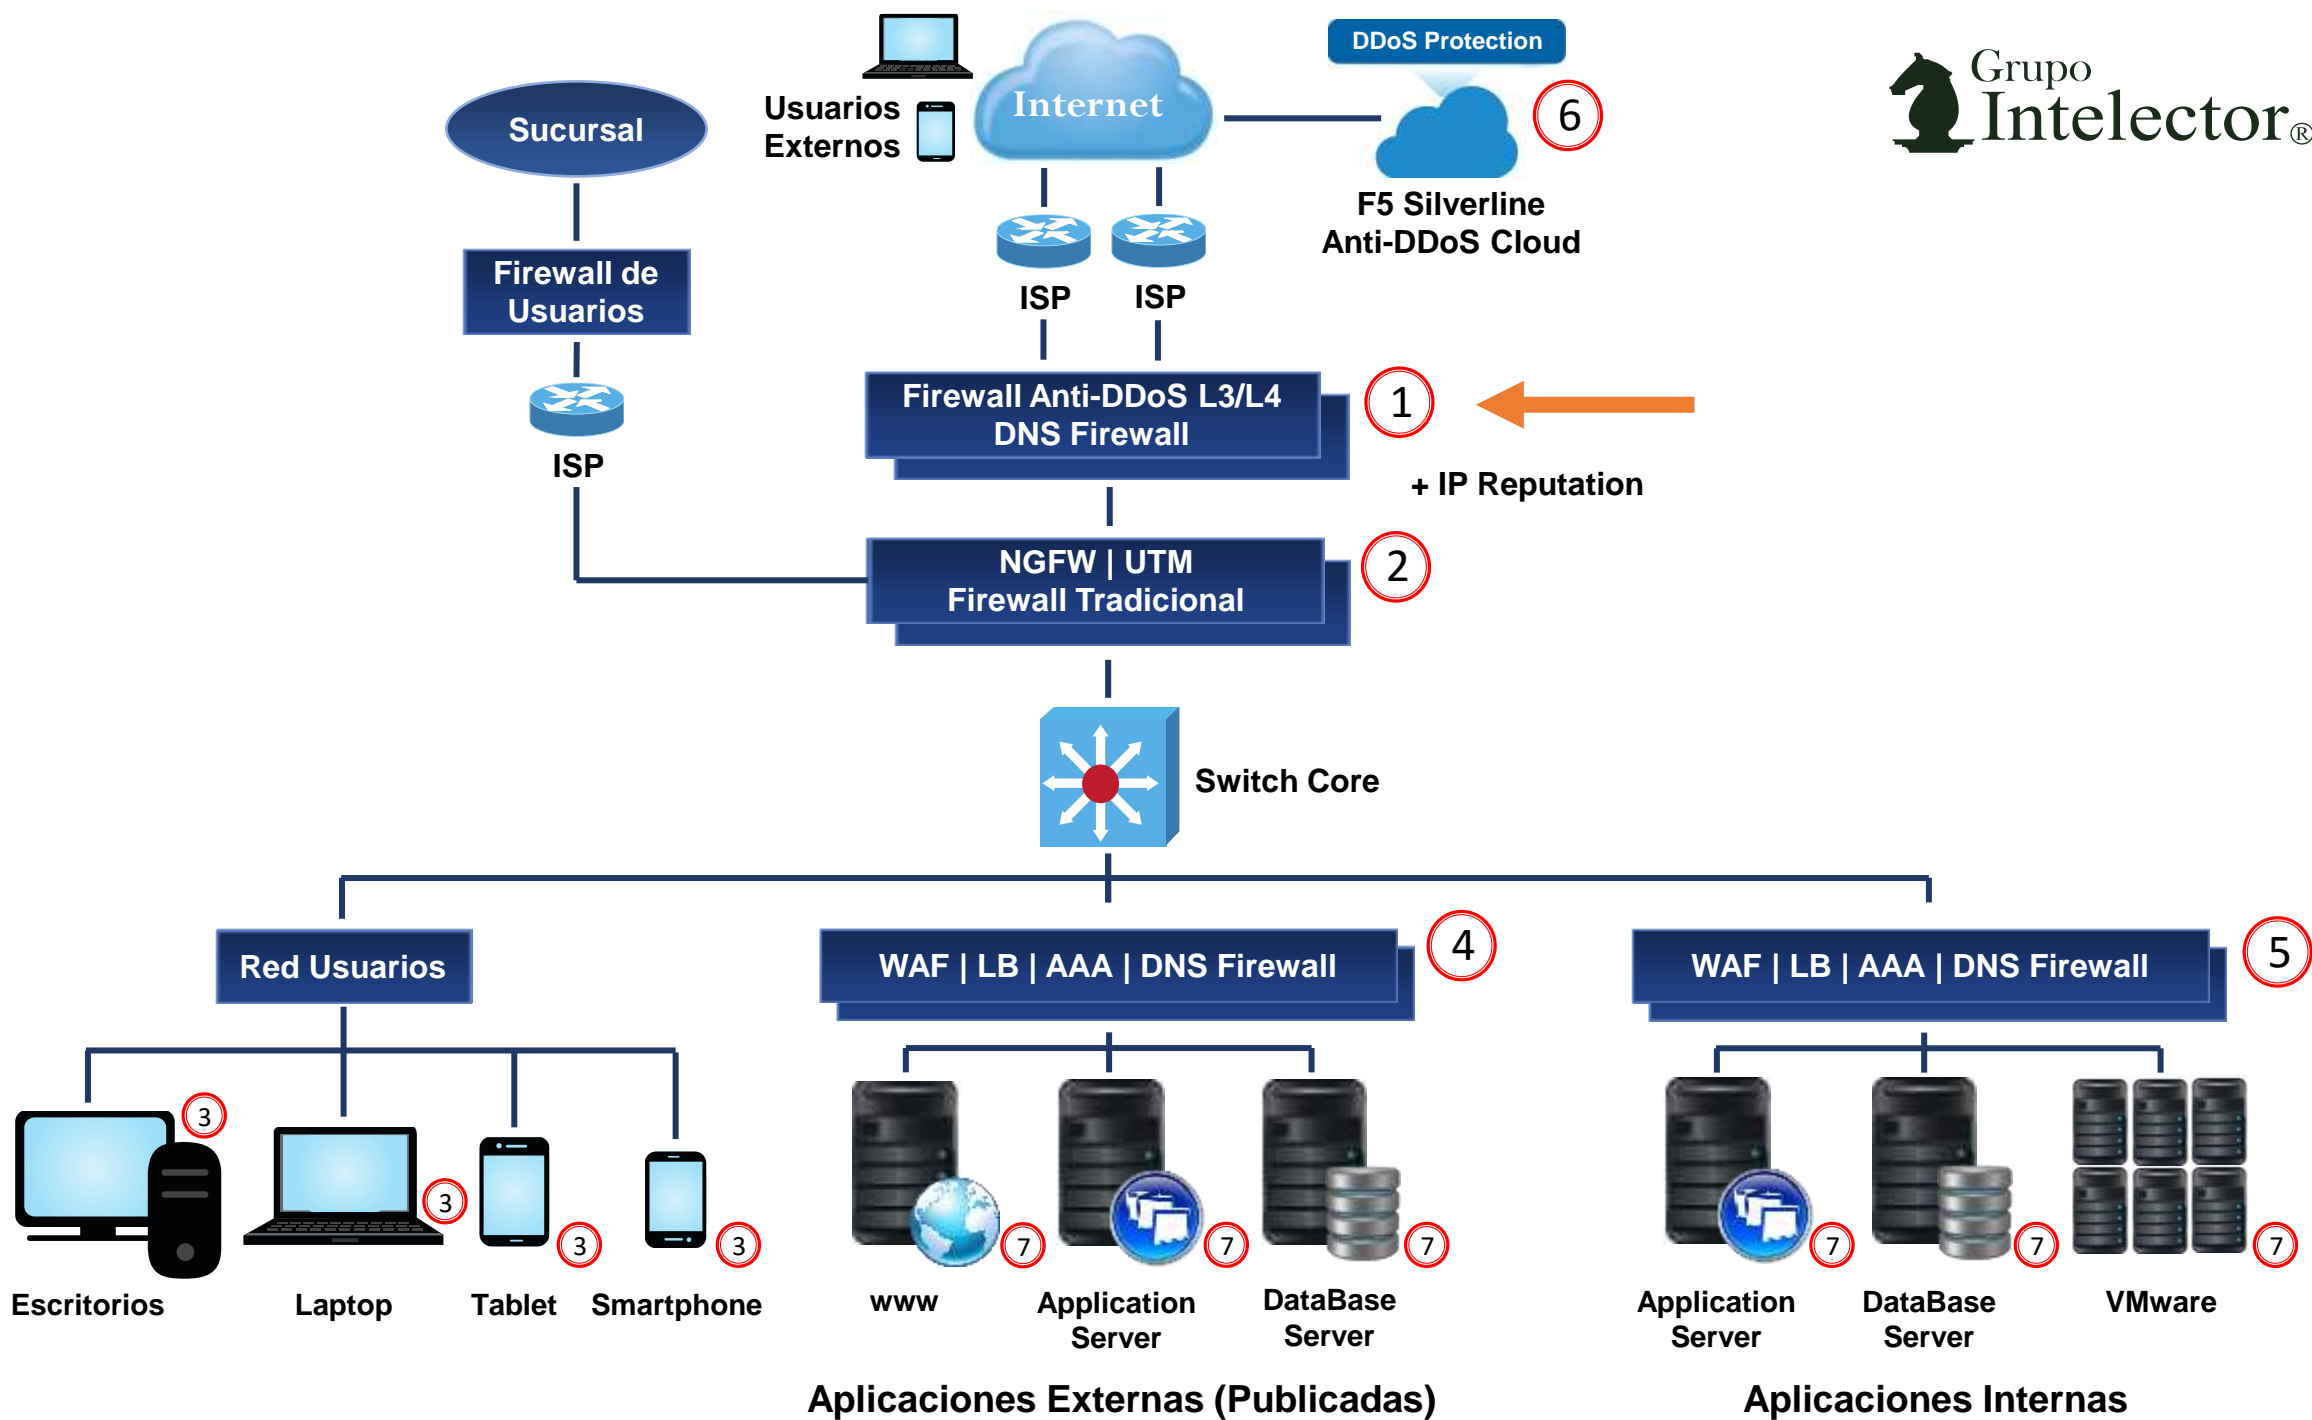 DDoS Protection
Grupo
Intelector®
Usuarios
Externos
Internet
6
Sucursal
F5 Silverline
Anti-DDoS Cloud
Firewall de
Usuarios
ISP
ISP
ISP
Firewall Anti-DDoS L3/L4
DNS Firewall
1
+ IP Reputation
NGFW | UTM
Firewall Tradicional
2
Switch Core
Red Usuarios
WAF | LB | AAA | DNS Firewall
4
WAF | LB | AAA | DNS Firewall
5
3
3
3
3
7
7
7
7
7
7
Escritorios
Laptop
Tablet
Smartphone
www
Application
Server
DataBase
Server
Application
Server
DataBase
Server
VMware
Aplicaciones Externas (Publicadas)
Aplicaciones Internas